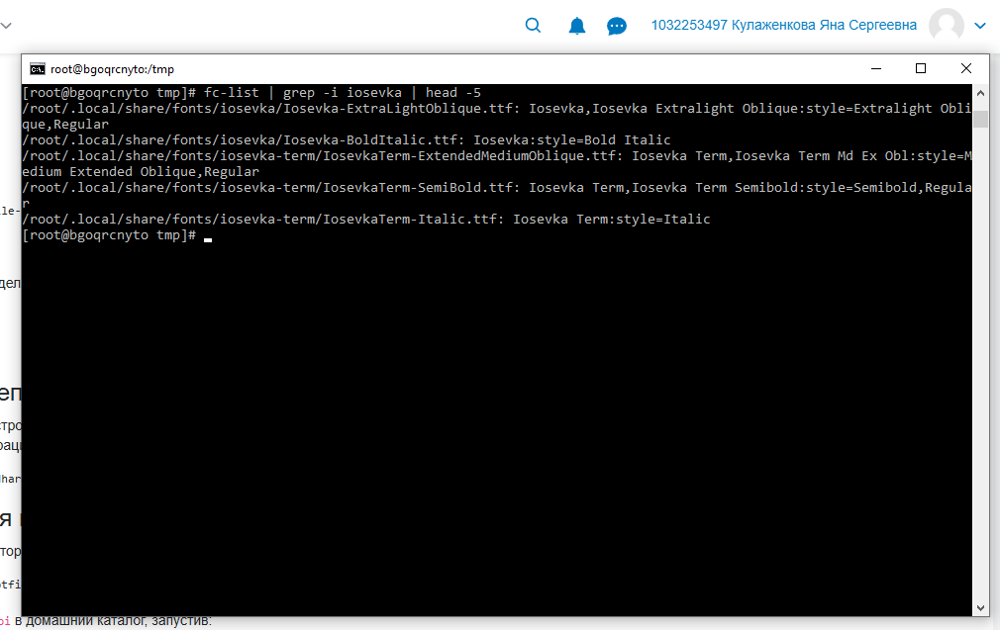 1032253497 Кулаженкова Яна Сергеевна
root@bgoqrcnyto:/tmp
[root@bgoqrcnyto tmp]# fc-list | grep -i iosevka | head -5
/root/.local/share/fonts/iosevka/Iosevka-ExtraLightOblique.ttf: Iosevka,Iosevka Extralight Oblique:style=Extralight Obli
que,Regular
/root/.local/share/fonts/iosevka/Iosevka-BoldItalic.ttf: Iosevka:style=Bold Italic
/root/.local/share/fonts/iosevka-term/IosevkaTerm-ExtendedMediumOblique.ttf: Iosevka Term,Iosevka Term Md Ex Obl:style=M
edium Extended Oblique,Regular
/root/.local/share/fonts/iosevka-term/IosevkaTerm-SemiBold.ttf: Iosevka Term,Iosevka Term Semibold:style=Semibold,Regula
r
/root/.local/share/fonts/iosevka-term/IosevkaTerm-Italic.ttf: Iosevka Term:style=Italic
[root@bgoqrcnyto tmp]#
в домашний каталог, запустив: